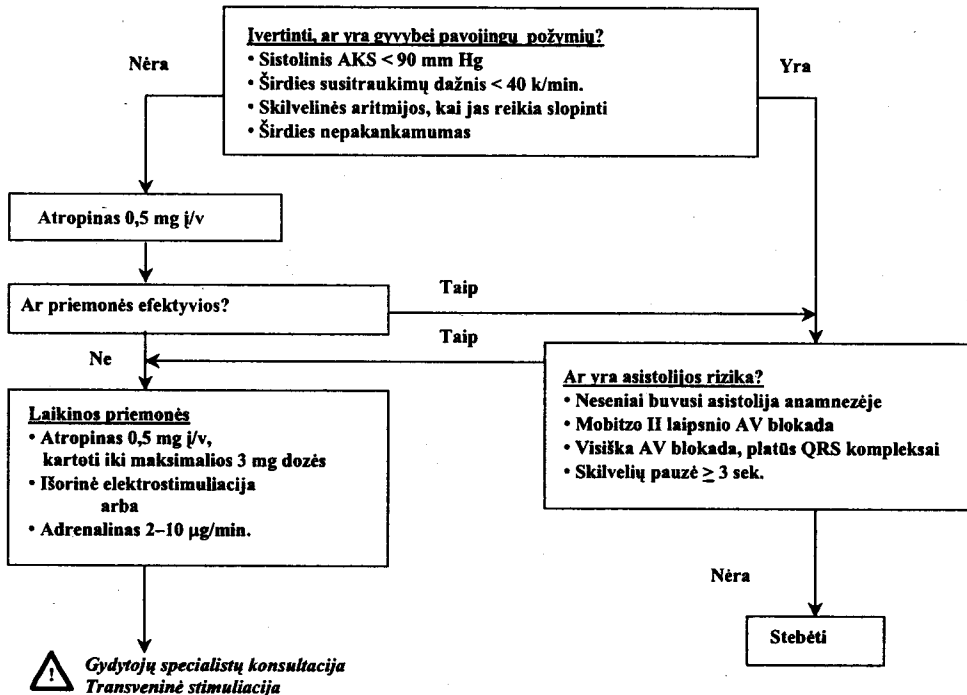 Įvertinti, ar yra gyvybei pavojingų požymių?
• Sistolinis AKS < 90 mm Hg
• Širdies susitraukimų dažnis < 40 k/min.
• Skilvelinės aritmijos, kai jas reikia slopinti
• Širdies nepakankamumas
Nėra
Yra
Atropinas 0,5 mg į/v
Ar priemonės efektyvios?
Taip
Taip
Ne
Laikinos priemonės
• Atropinas 0,5 mg į/v,
kartoti iki maksimalios 3 mg dozės
• Išorinė elektrostimuliacija
arba
• Adrenalinas 2–10 µg/min.
Ar yra asistolijos rizika?
• Neseniai buvusi asistolija anamnezėje
• Mobitzo II laipsnio AV blokada
• Visiška AV blokada, platūs QRS kompleksai
• Skilvelių pauzė ≥ 3 sek.
Nėra
Stebėti
! Gydytojų specialistų konsultacija
Transveninė stimuliacija